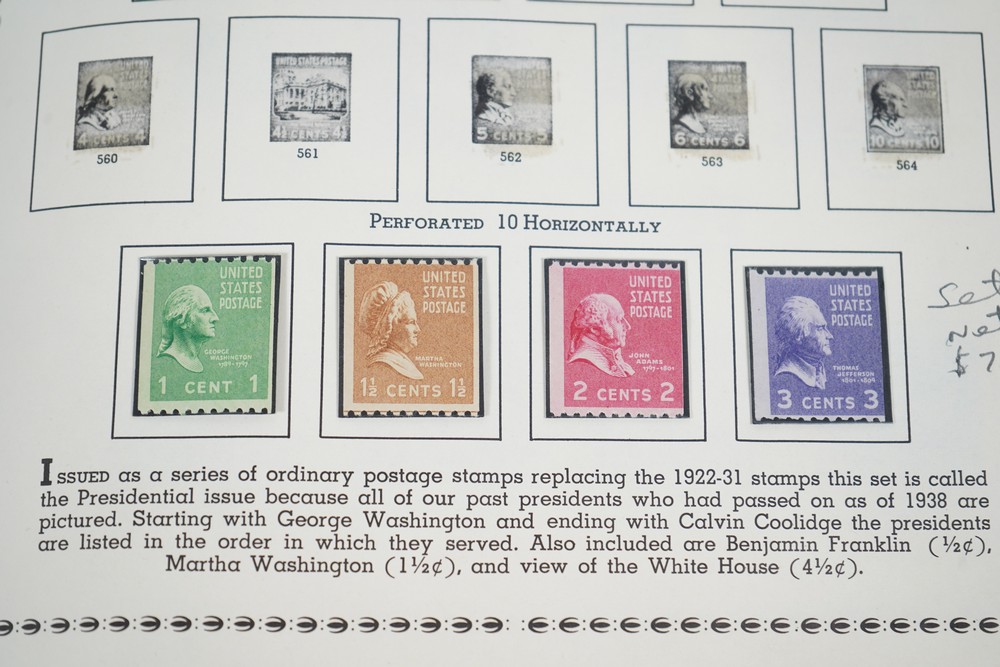 UNITED STATES POSTAGE
4½ CENTS 4½
5 CENTS 5
6 CENTS 6
10 CENTS 10
560
561
562
563
564
PERFORATED 10 HORIZONTALLY
UNITED
STATES
POSTAGE
GEORGE
WASHINGTON
1 CENT 1
UNITED
STATES
POSTAGE
MARTHA
WASHINGTON
1½ CENTS 1½
UNITED
STATES
POSTAGE
JOHN
ADAMS
1797-1801
2 CENTS 2
UNITED
STATES
POSTAGE
THOMAS
JEFFERSON
1801-1809
3 CENTS 3
Set
Net
$7
ISSUED as a series of ordinary postage stamps replacing the 1922-31 stamps this set is called
the Presidential issue because all of our past presidents who had passed on as of 1938 are
pictured. Starting with George Washington and ending with Calvin Coolidge the presidents
are listed in the order in which they served. Also included are Benjamin Franklin (½¢),
Martha Washington (1½¢), and view of the White House (4½¢).